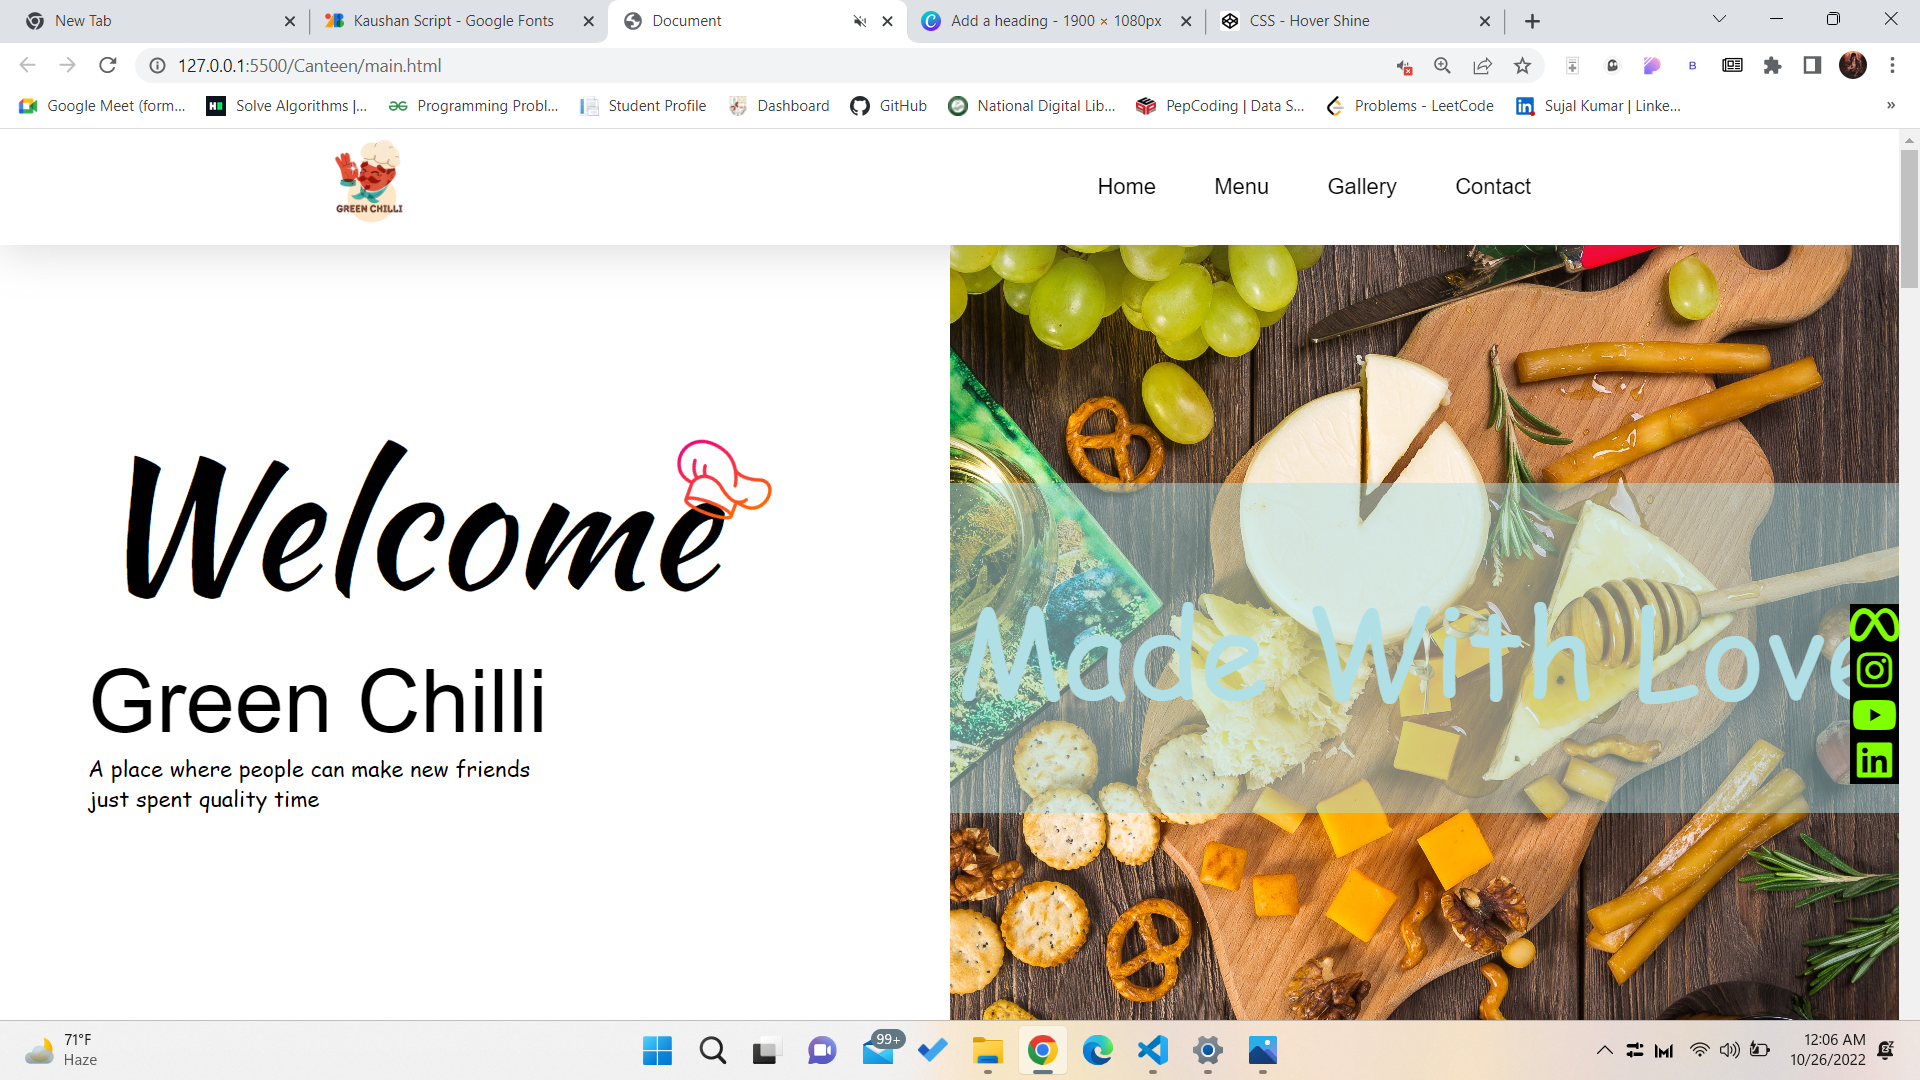 New Tab
Kaushan Script - Google Fonts
Document
Add a heading - 1900 × 1080px
CSS - Hover Shine
127.0.0.1:5500/Canteen/main.html
Google Meet (form...
Solve Algorithms |...
Programming Probl...
Student Profile
Dashboard
GitHub
National Digital Lib...
PepCoding | Data S...
Problems - LeetCode
Sujal Kumar | Linke...
»
GREEN CHILLI
Home
Menu
Gallery
Contact
Welcome
Made With Love
in
Green Chilli
A place where people can make new friends
just spent quality time
71°F
Haze
99+
12:06 AM
10/26/2022